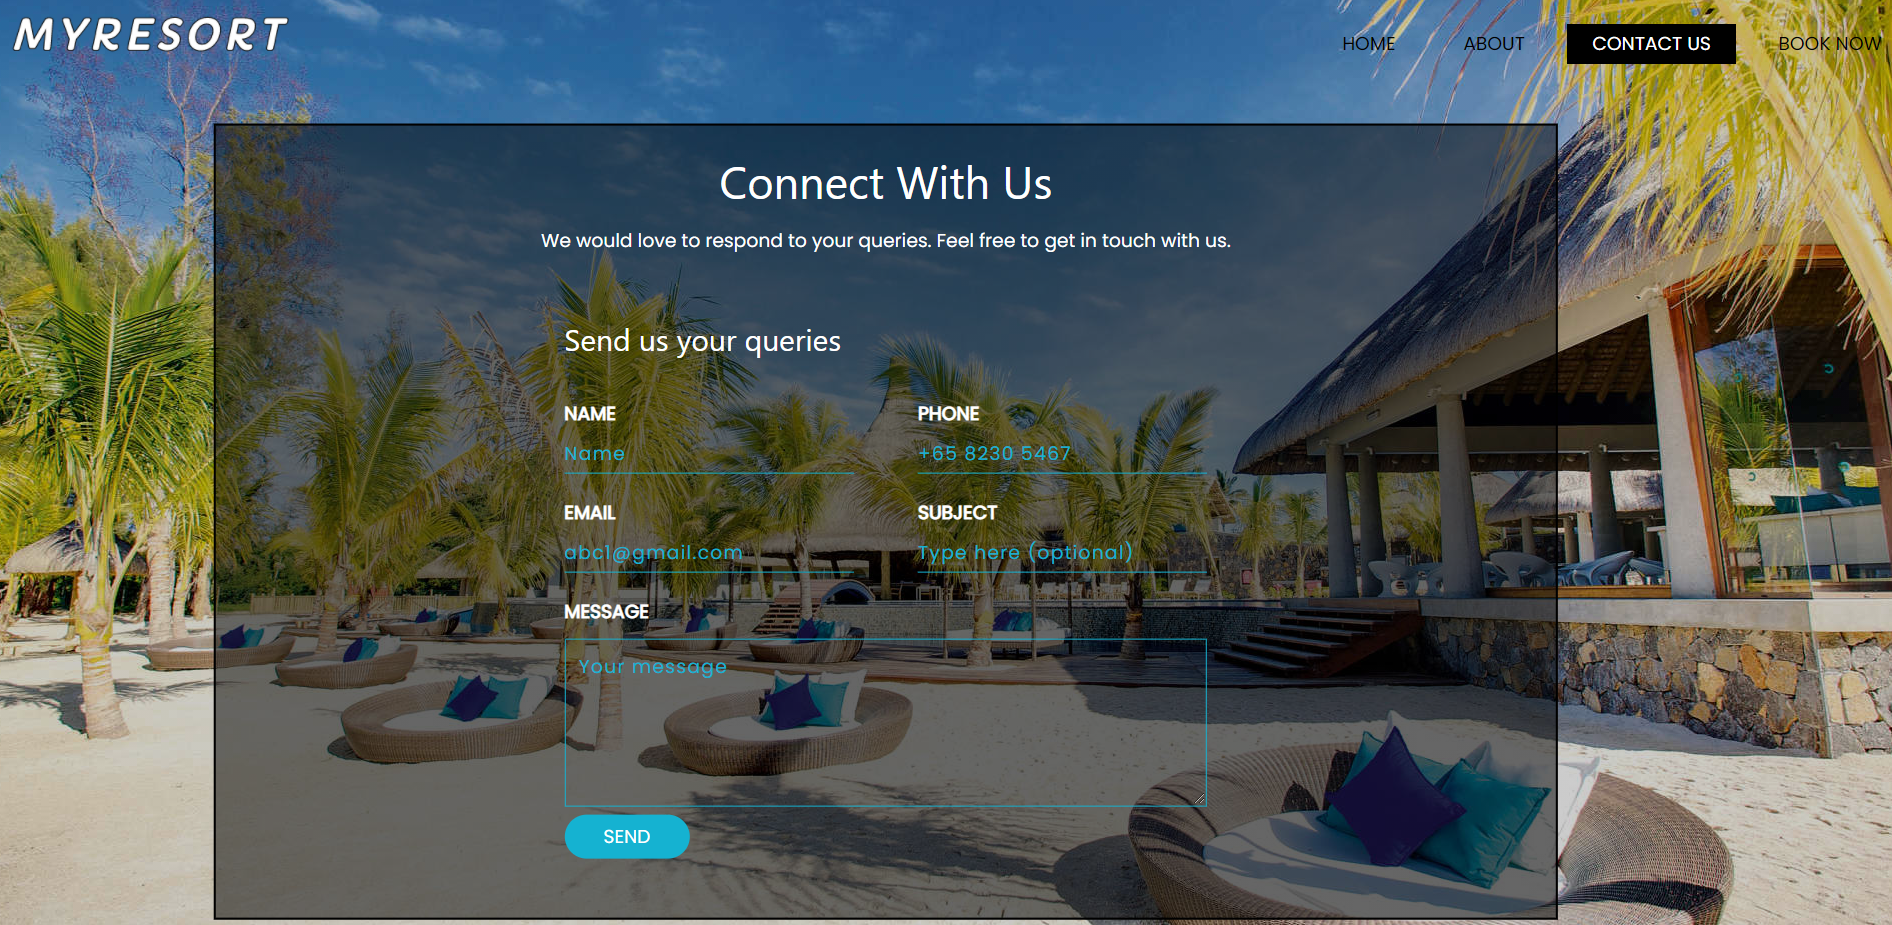 MYRESORT
HOME
ABOUT
CONTACT US
BOOK NOW
Connect With Us
We would love to respond to your queries. Feel free to get in touch with us.
Send us your queries
NAME
PHONE
Name
+65 8230 5467
EMAIL
SUBJECT
abc1@gmail.com
Type here (optional)
MESSAGE
Your message
SEND